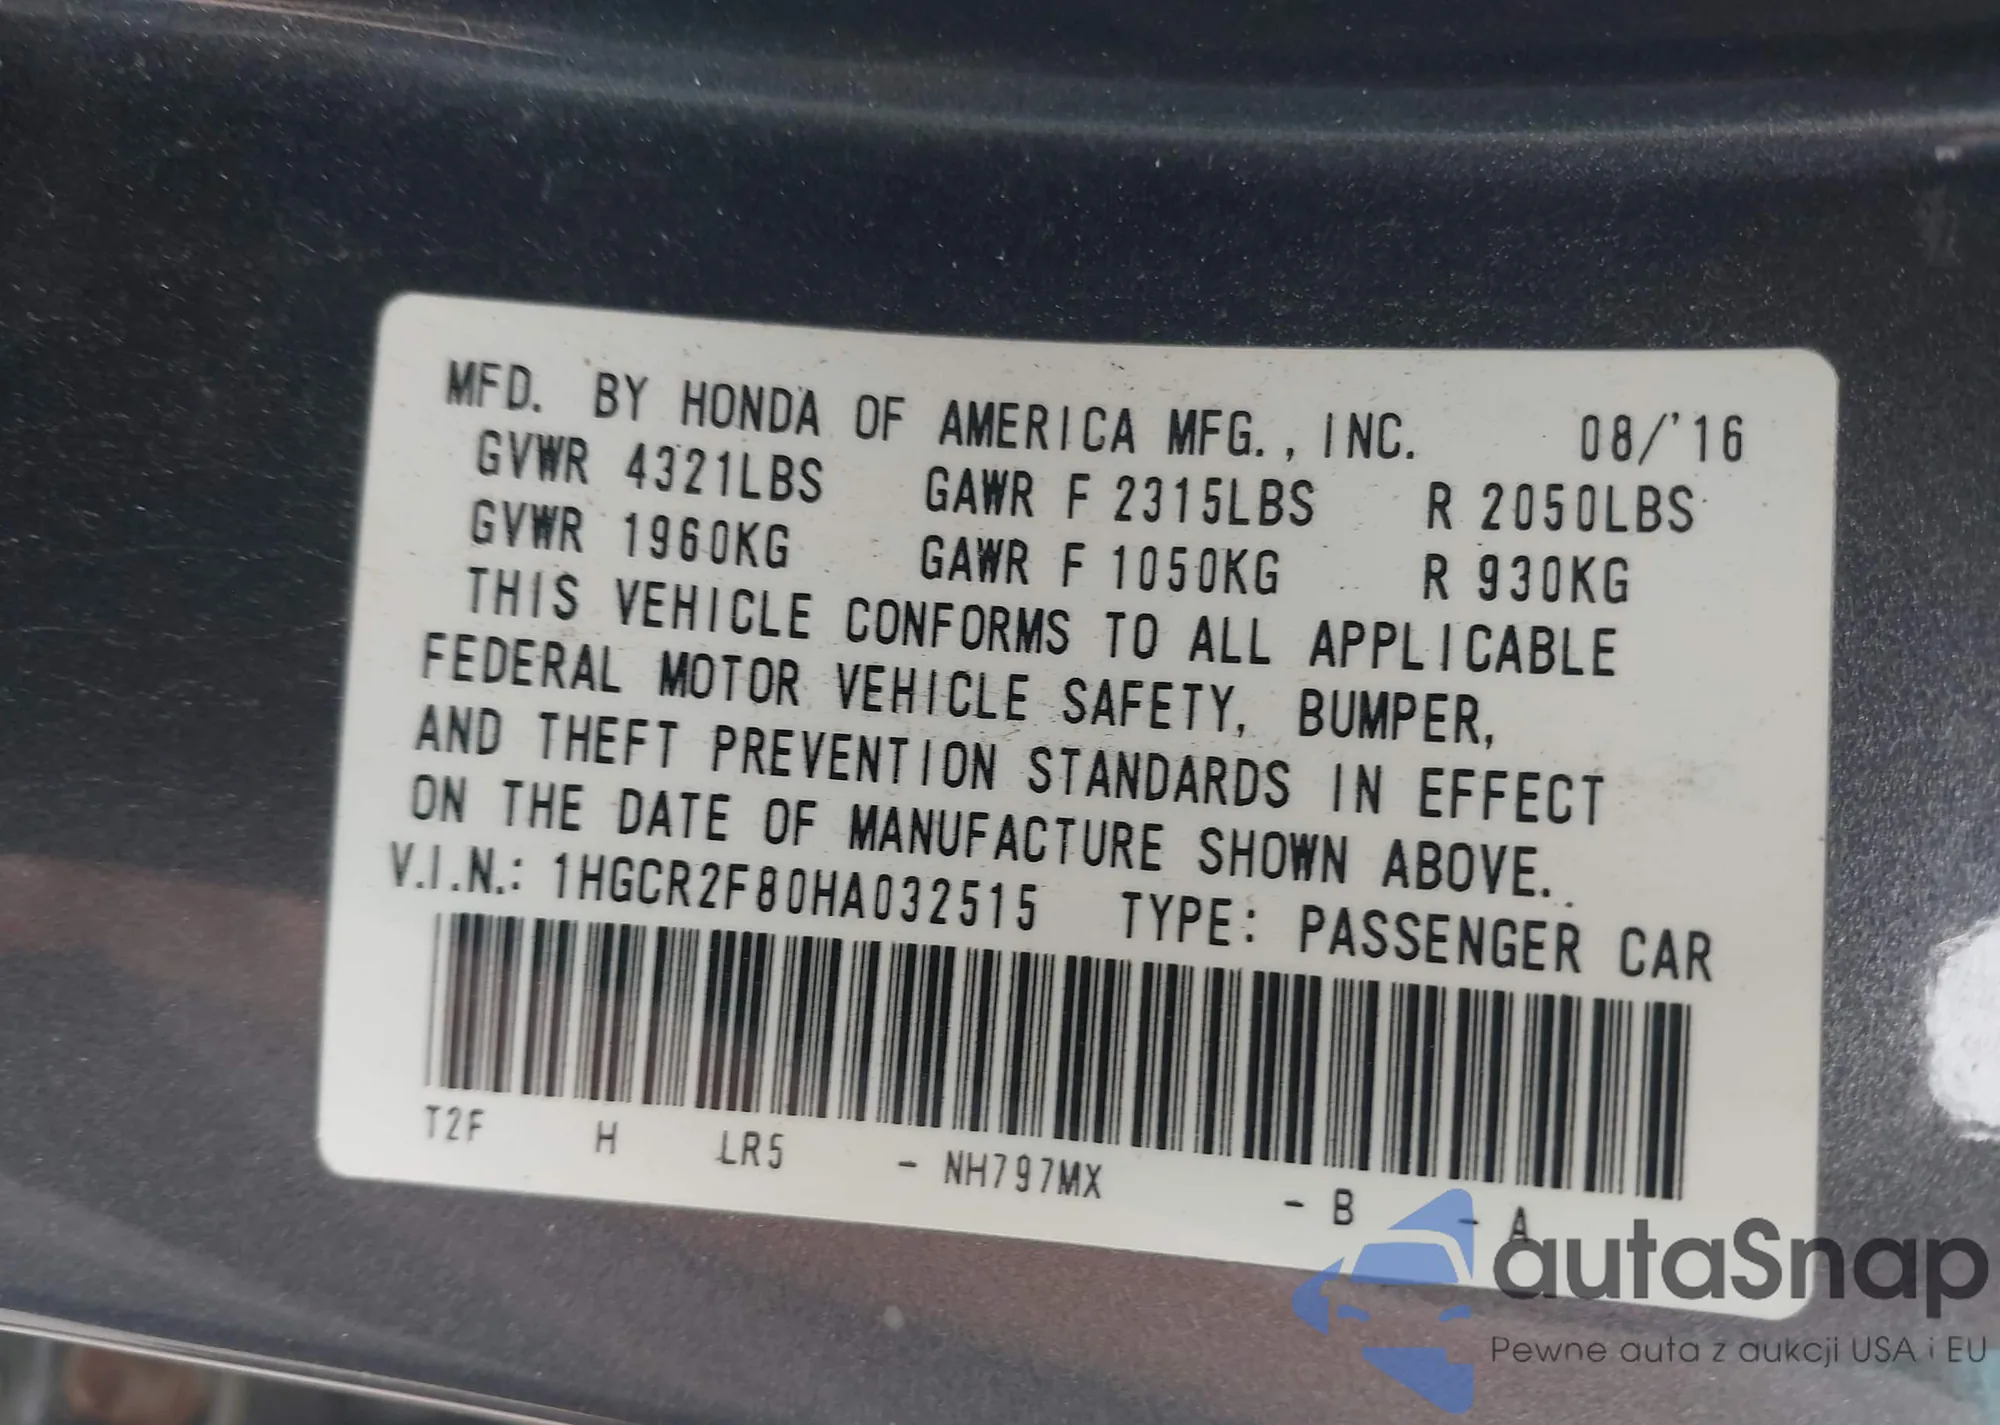 MFD. BY HONDA OF AMERICA MFG., INC. 08/'16
GVWR 4321LBS GAWR F 2315LBS R 2050LBS
GVWR 1960KG GAWR F 1050KG R 930KG
THIS VEHICLE CONFORMS TO ALL APPLICABLE
FEDERAL MOTOR VEHICLE SAFETY, BUMPER,
AND THEFT PREVENTION STANDARDS IN EFFECT
ON THE DATE OF MANUFACTURE SHOWN ABOVE.
V.I.N.: 1HGCR2F80HA032515 TYPE: PASSENGER CAR
T2F H LR5 - NH797MX - B - A
autaSnap
Pewne auta z aukcji USA i EU